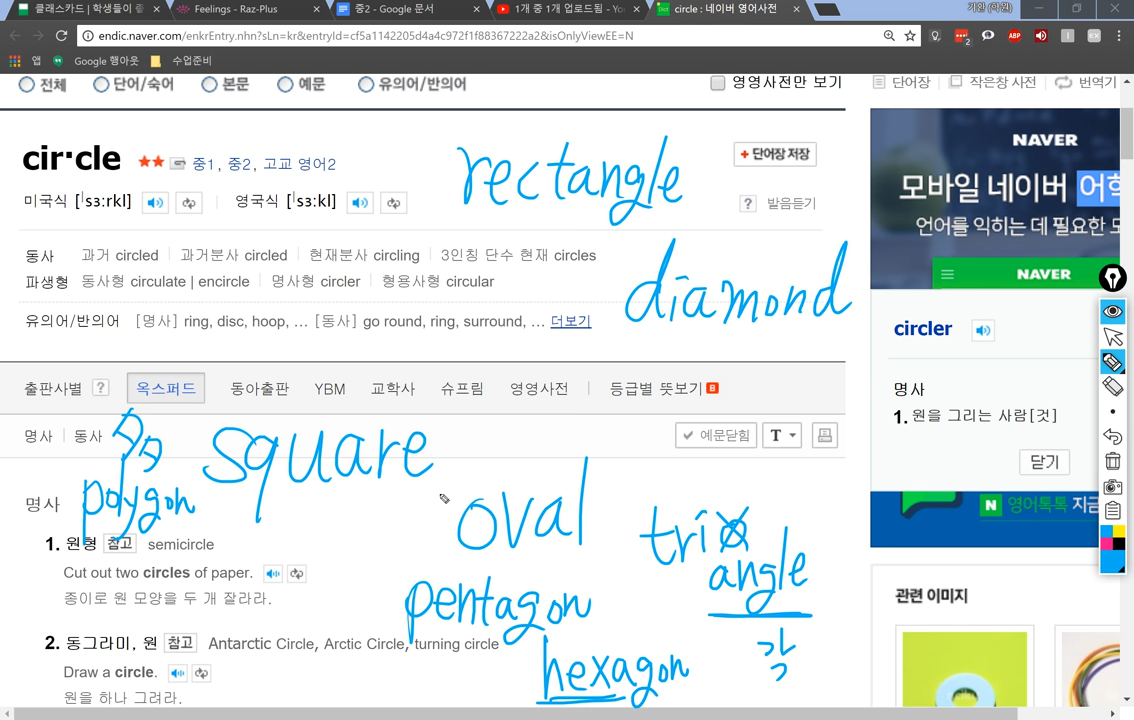 클래스카드 | 학생들이 좋
Feelings - Raz-Plus
중2 - Google 문서
1개 중 1개 업로드됨 - Yo
circle : 네이버 영어사전
endic.naver.com/enkrEntry.nhn?sLn=kr&entryId=cf5a1142205d4a4c972f1f88367222a2&isOnlyViewEE=N
앱 Google 행아웃 수업준비
전체 단어/숙어 본문 예문 유의어/반의어 영영사전만 보기
단어장 작은창 사전 번역기
cir·cle 중1, 중2, 고교 영어2
+ 단어장 저장
rectangle
미국식 [ˈsɜːrkl] 영국식 [ˈsɜːkl]
? 발음듣기
동사 과거 circled 과거분사 circled 현재분사 circling 3인칭 단수 현재 circles
파생형 동사형 circulate | encircle 명사형 circler 형용사형 circular
diamond
유의어/반의어 [명사] ring, disc, hoop, … [동사] go round, ring, surround, … 더보기
출판사별 ? 옥스퍼드 동아출판 YBM 교학사 슈프림 영영사전 등급별 뜻보기
명사 동사
예문닫힘 T
square
polygon
oval
tri
angle
각
pentagon
hexagon
명사
1. 원형 참고 semicircle
Cut out two circles of paper.
종이로 원 모양을 두 개 잘라라.
2. 동그라미, 원 참고 Antarctic Circle, Arctic Circle, turning circle
Draw a circle.
원을 하나 그려라.
NAVER
모바일 네이버 어학
언어를 익히는 데 필요한 모
NAVER
circler
명사
1. 원을 그리는 사람[것]
닫기
N 영어톡톡 지금
관련 이미지